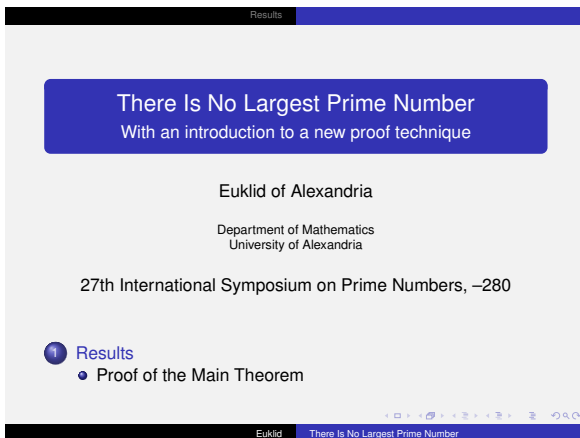 Results
There Is No Largest Prime Number
With an introduction to a new proof technique
Euklid of Alexandria
Department of Mathematics
University of Alexandria
27th International Symposium on Prime Numbers, –280
1 Results
Proof of the Main Theorem
Euklid There Is No Largest Prime Number